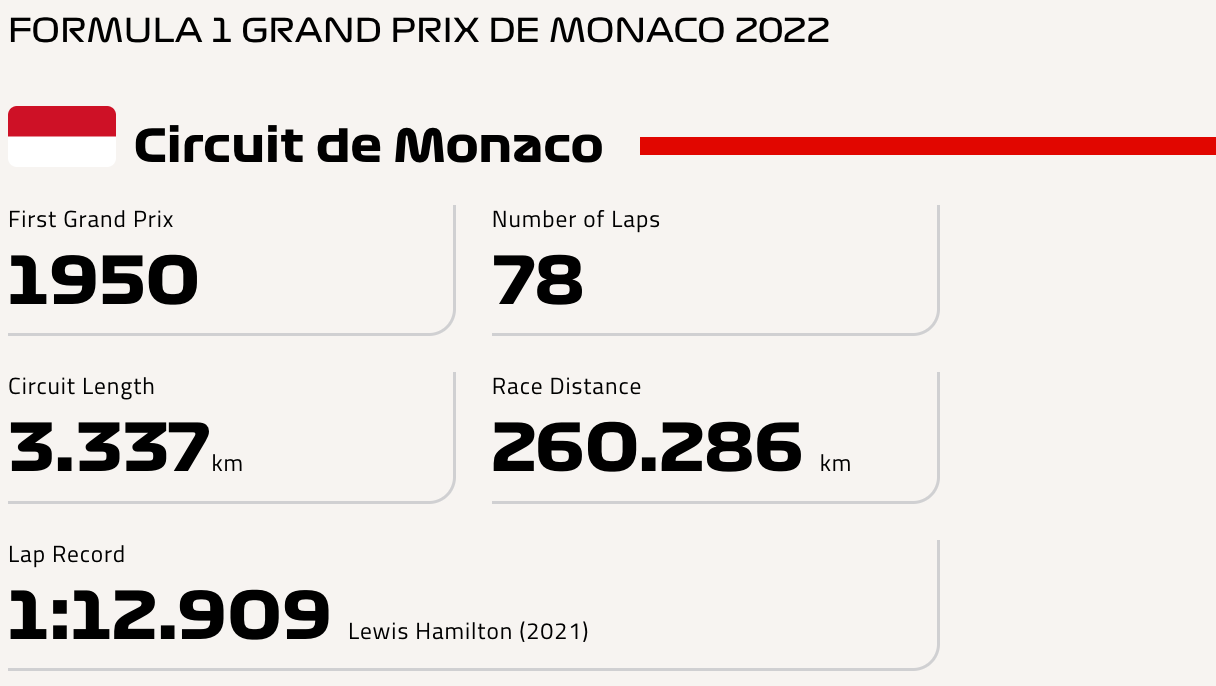 FORMULA 1 GRAND PRIX DE MONACO 2022
Circuit de Monaco
First Grand Prix
1950
Number of Laps
78
Circuit Length
3.337 km
Race Distance
260.286 km
Lap Record
1:12.909 Lewis Hamilton (2021)